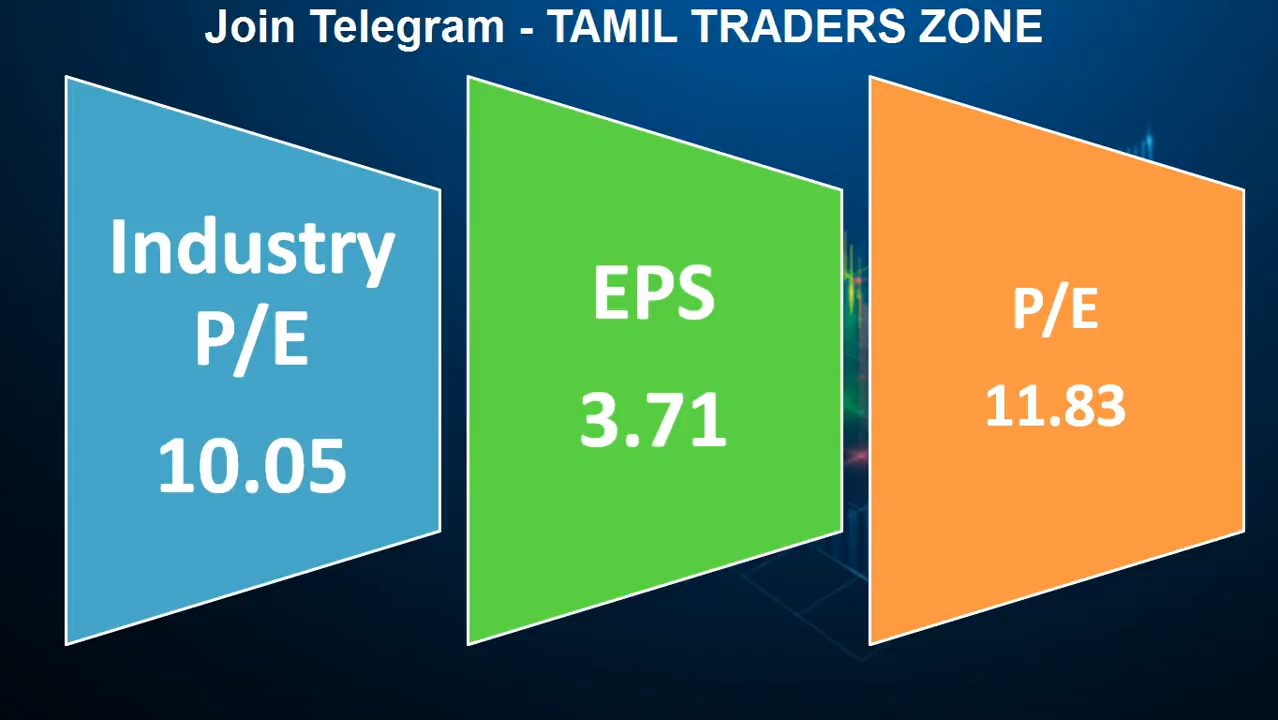 Join Telegram - TAMIL TRADERS ZONE
Industry
P/E
10.05
EPS
3.71
P/E
11.83